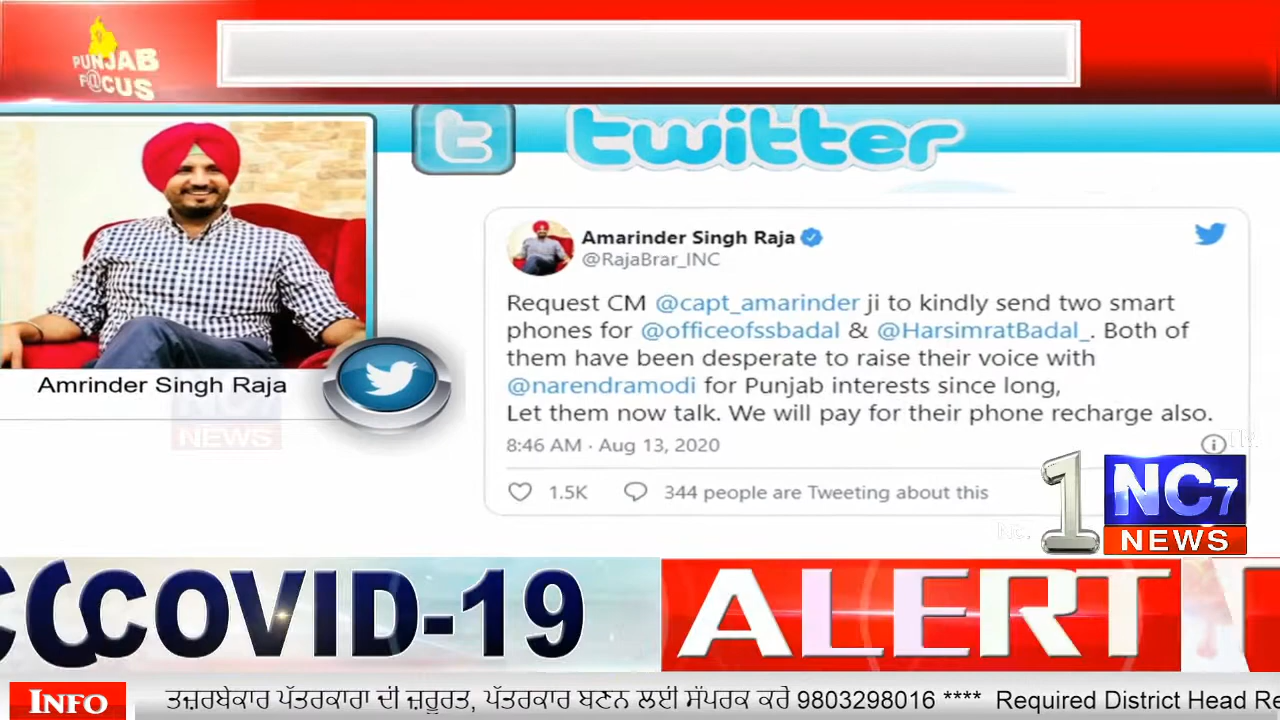 PUNJAB
F@CUS
t twitter
Amarinder Singh Raja
@RajaBrar_INC
Request CM @capt_amarinder ji to kindly send two smart
phones for @officeofssbadal & @HarsimratBadal_. Both of
them have been desperate to raise their voice with
@narendramodi for Punjab interests since long,
Let them now talk. We will pay for their phone recharge also.
8:46 AM · Aug 13, 2020
1.5K 344 people are Tweeting about this
Amrinder Singh Raja
NC7
NEWS
TM
No. 1 NC7
NEWS
COVID-19 ALERT
INFO ਤਜ਼ਰਬੇਕਾਰ ਪੱਤਰਕਾਰਾ ਦੀ ਜ਼ਰੂਰਤ, ਪੱਤਰਕਾਰ ਬਣਨ ਲਈ ਸੰਪਰਕ ਕਰੋ 9803298016 **** Required District Head Re